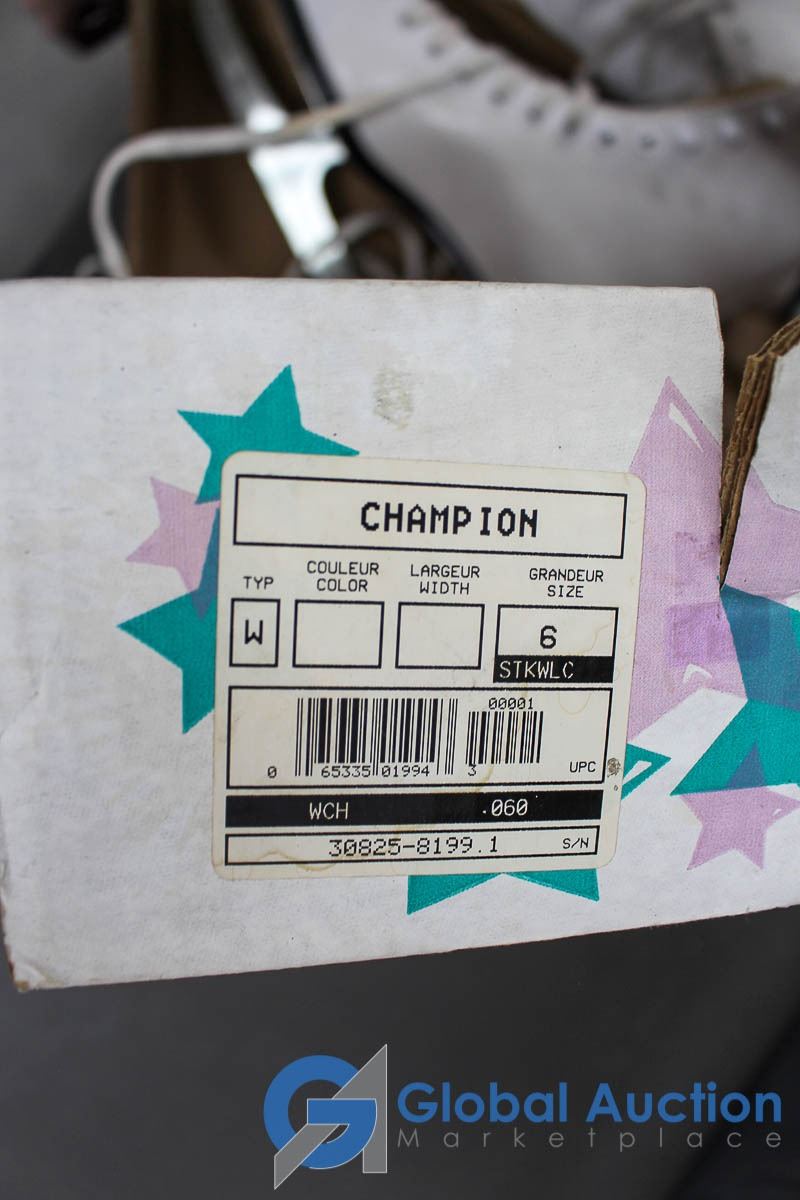 CHAMPION
TYP COULEUR COLOR LARGEUR WIDTH GRANDEUR SIZE
W 6
STKWLC
00001
0 65335 01994 3 UPC
WCH .060
30825-8199.1 S/N
Global Auction
Marketplace